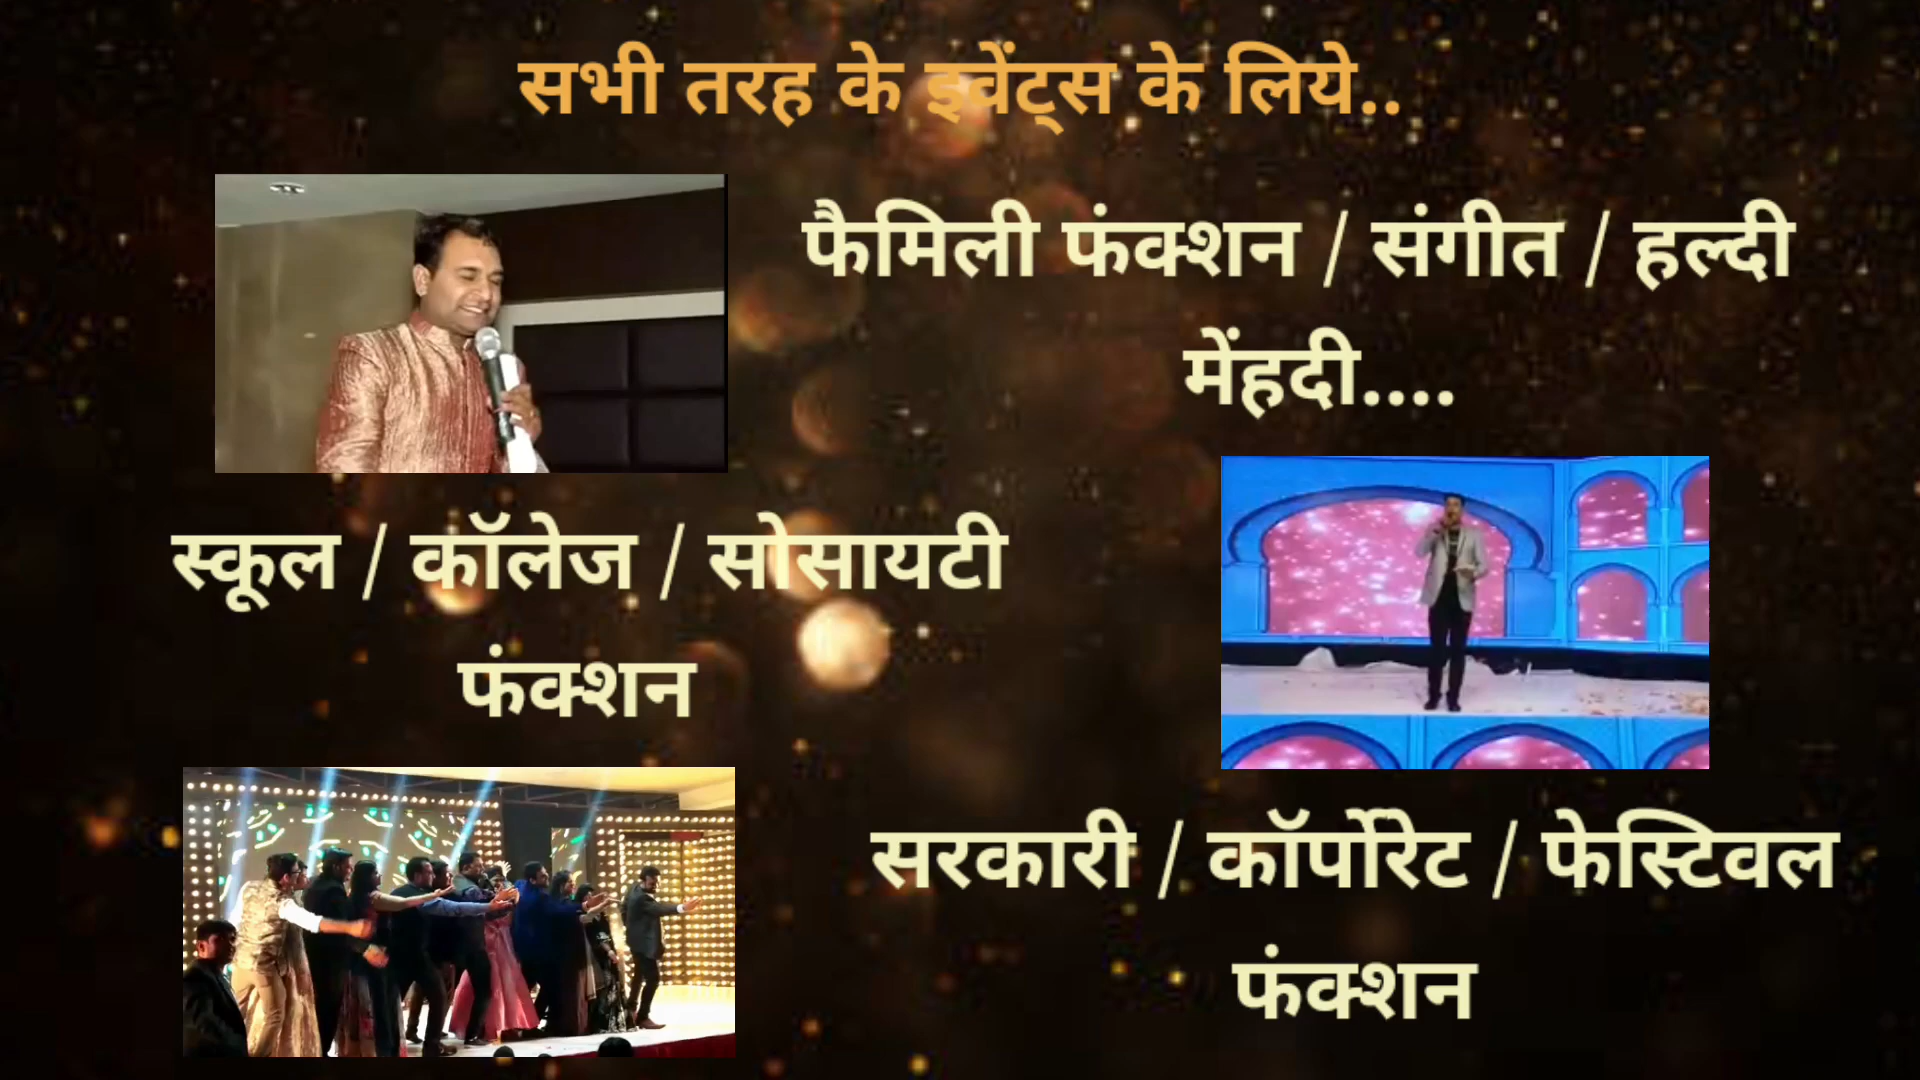 सभी तरह के इवेंट्स के लिये..
फैमिली फंक्शन / संगीत / हल्दी
मेंहदी....
स्कूल / कॉलेज / सोसायटी
फंक्शन
सरकारी / कॉर्पोरेट / फेस्टिवल
फंक्शन